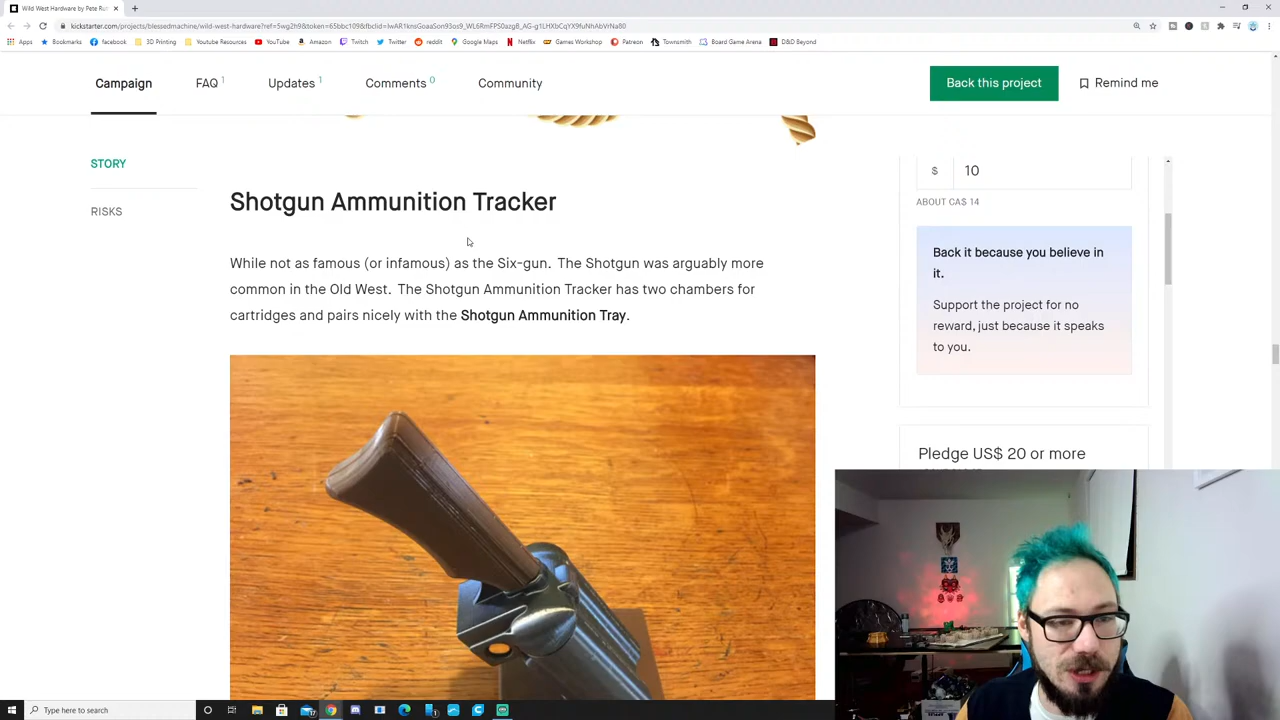 Wild West Hardware by Pete Ru
kickstarter.com/projects/blessedmachine/wild-west-hardware?ref=5wg2h9&token=65bbc109&fbclid=
Apps Bookmarks facebook 3D Printing Youtube Resources YouTube Amazon Twitch Twitter reddit Google Maps Netflix Games Workshop Patreon Townsmith Board Game Arena D&D Beyond
Campaign FAQ 1 Updates 1 Comments 0 Community Back this project Remind me
STORY
RISKS
Shotgun Ammunition Tracker
While not as famous (or infamous) as the Six-gun. The Shotgun was arguably more
common in the Old West. The Shotgun Ammunition Tracker has two chambers for
cartridges and pairs nicely with the Shotgun Ammunition Tray.
$ 10
ABOUT CA$ 14
Back it because you believe in
it.
Support the project for no
reward, just because it speaks
to you.
Pledge US$ 20 or more
Type here to search